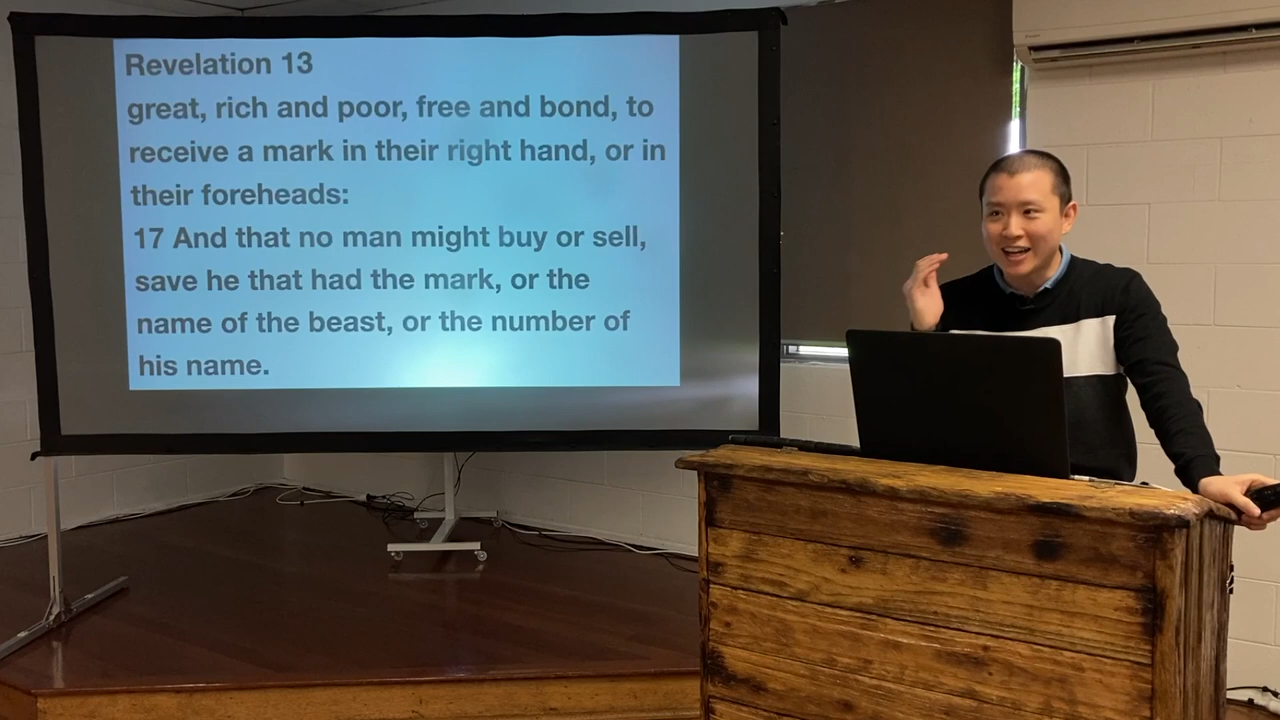 Revelation 13
great, rich and poor, free and bond, to
receive a mark in their right hand, or in
their foreheads:
17 And that no man might buy or sell,
save he that had the mark, or the
name of the beast, or the number of
his name.